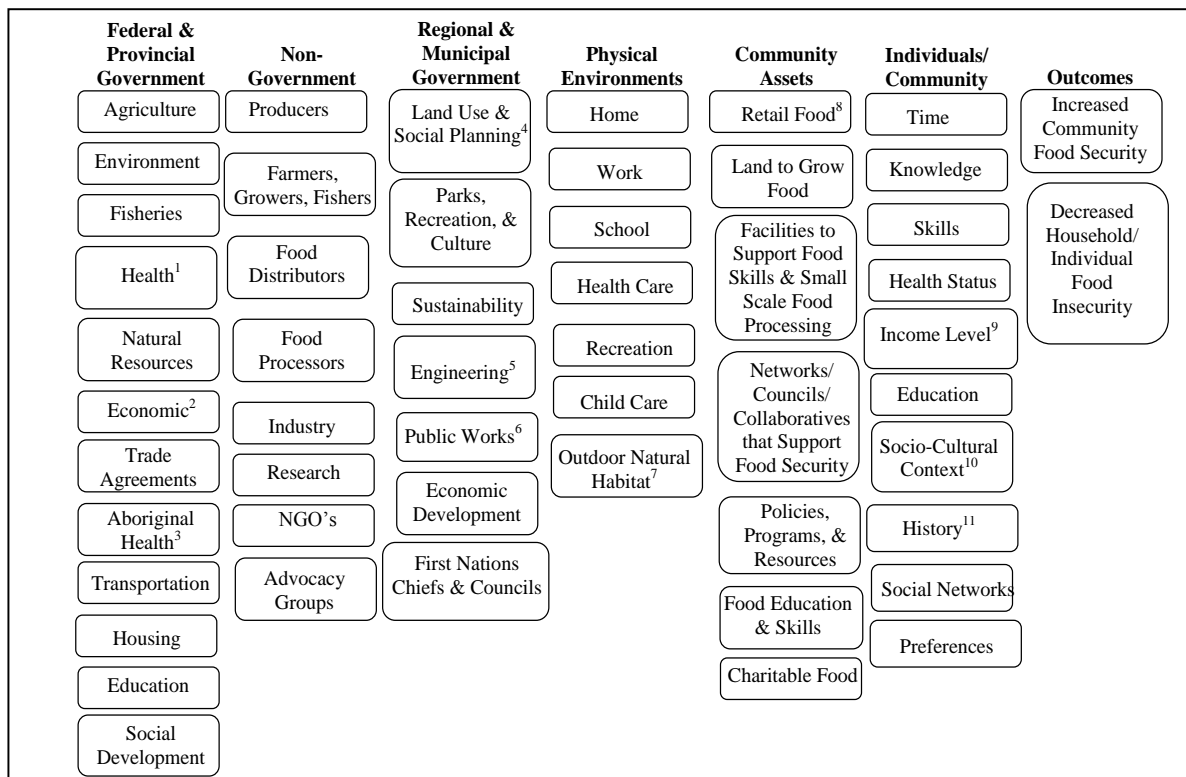 Federal &
Provincial
Government
Agriculture
Environment
Fisheries
Health1
Natural
Resources
Economic2
Trade
Agreements
Aboriginal
Health3
Transportation
Housing
Education
Social
Development
Non-
Government
Producers
Farmers,
Growers, Fishers
Food
Distributors
Food
Processors
Industry
Research
NGO's
Advocacy
Groups
Regional &
Municipal
Government
Land Use &
Social Planning4
Parks,
Recreation, &
Culture
Sustainability
Engineering5
Public Works6
Economic
Development
First Nations
Chiefs & Councils
Physical
Environments
Home
Work
School
Health Care
Recreation
Child Care
Outdoor Natural
Habitat7
Community
Assets
Retail Food8
Land to Grow
Food
Facilities to
Support Food
Skills & Small
Scale Food
Processing
Networks/
Councils/
Collaboratives
that Support
Food Security
Policies,
Programs, &
Resources
Food Education
& Skills
Charitable Food
Individuals/
Community
Time
Knowledge
Skills
Health Status
Income Level9
Education
Socio-Cultural
Context10
History11
Social Networks
Preferences
Outcomes
Increased
Community
Food Security
Decreased
Household/
Individual
Food
Insecurity